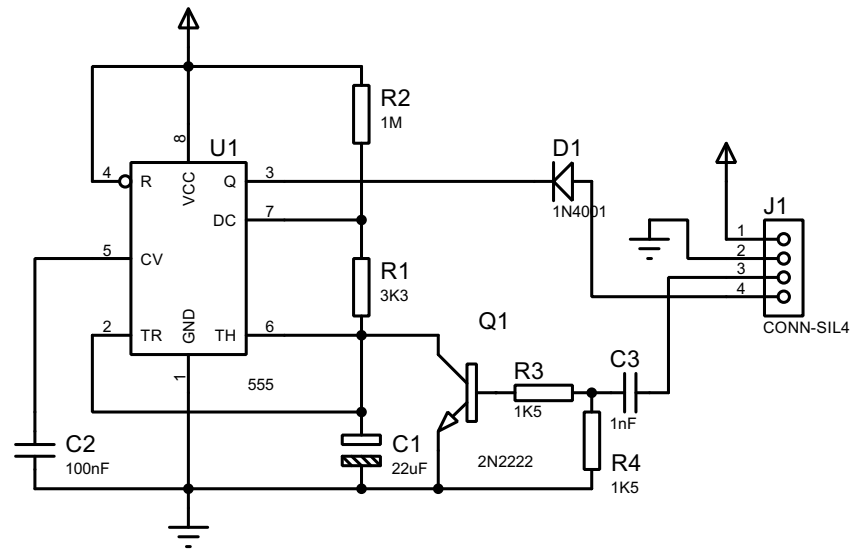 R2
1M
8
U1
D1
4
R
VCC
Q
3
1N4001
J1
DC
7
1
5
CV
2
R1
3K3
3
4
2
TR
GND
TH
6
Q1
CONN-SIL4
1
555
R3
1K5
C3
1nF
C2
100nF
C1
22uF
2N2222
R4
1K5